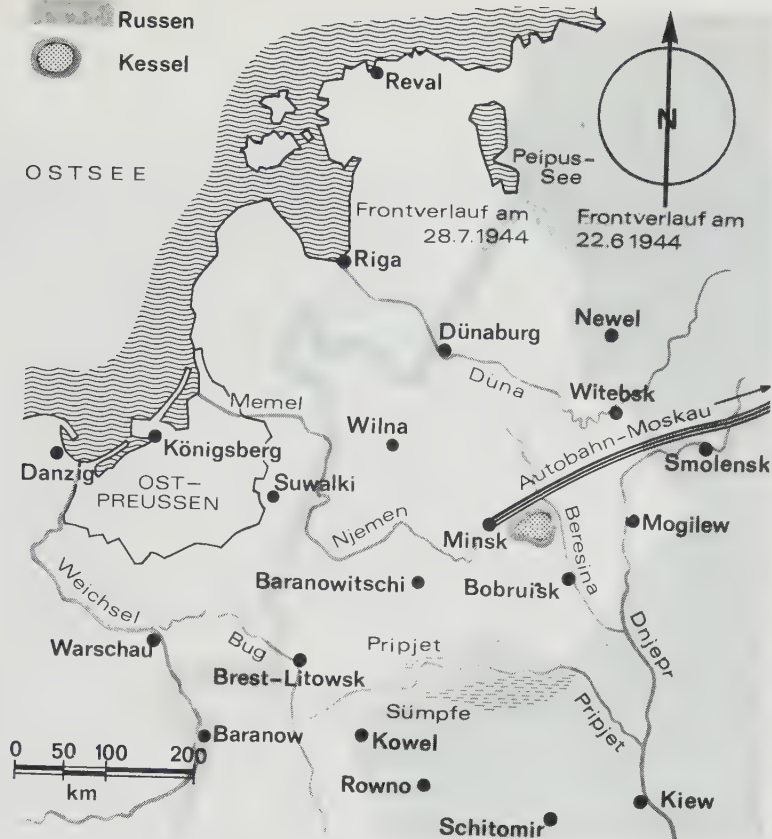 Russen
Kessel
OSTSEE
Reval
N
Peipus-
See
Frontverlauf am
28.7.1944
Frontverlauf am
22.6 1944
Riga
Dünaburg
Newel
Düna
Witebsk
Memel
Wilna
Autobahn-Moskau
Königsberg
Danzig
Smolensk
OST-
PREUSSEN
Suwalki
Njemen
Minsk
Beresina
Mogilew
Baranowitschi
Bobruisk
Weichsel
Warschau
Bug
Pripjet
Dnjepr
Brest-Litowsk
Sümpfe
Pripjet
Baranow
Kowel
0 50 100 200
km
Rowno
Kiew
Schitomir